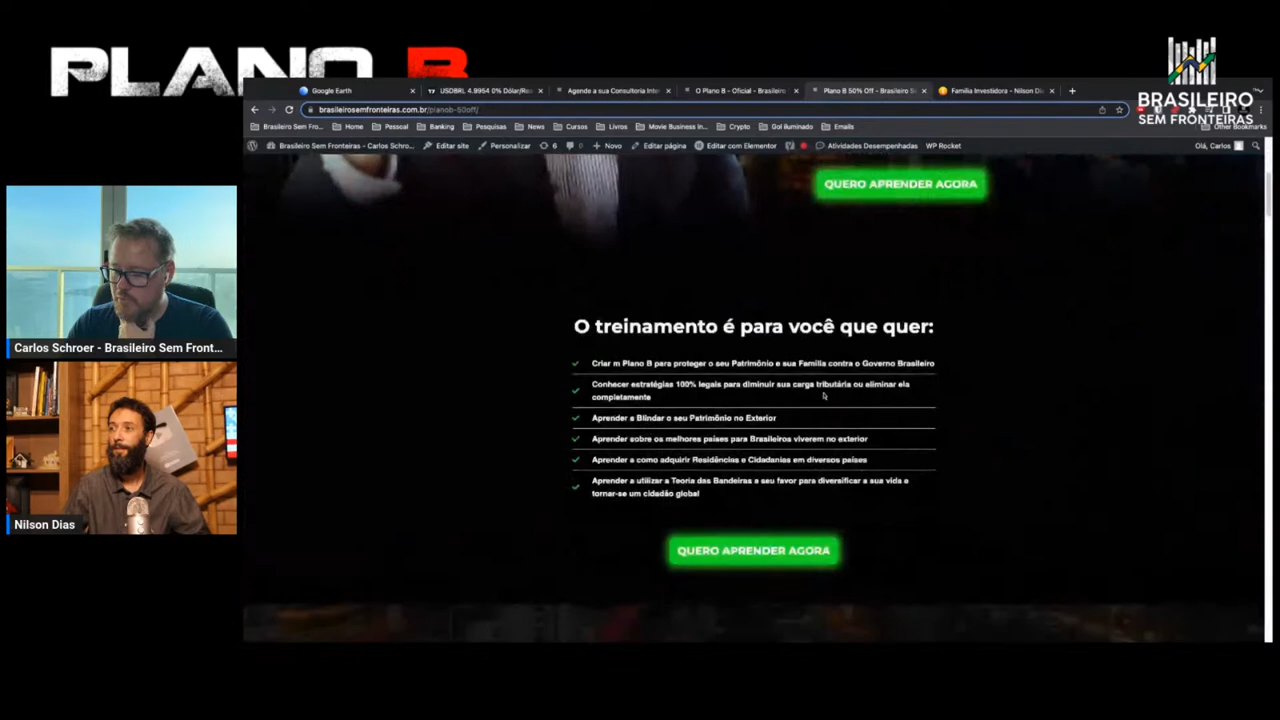 PLANO B
BRASILEIRO
SEM FRONTEIRAS
Google Earth
USDBRL 4.9954 0% Dólar/Rea
Agende a sua Consultoria Inte
O Plano B - Oficial - Brasileiro
Plano B 50% Off - Brasileiro S
Familia Investidora - Nilson Di
brasileirosemfronteiras.com.br/planob-50off/
Brasileiro Sem Fro...
Home
Pessoal
Banking
Pesquisas
News
Cursos
Livros
Movie Business In...
Crypto
Gol iluminado
Emails
Other Bookmarks
Brasileiro Sem Fronteiras - Carlos Schro...
Editar site
Personalizar
6
0
Novo
Editar página
Editar com Elementor
Atividades Desempenhadas
WP Rocket
Olá, Carlos
QUERO APRENDER AGORA
O treinamento é para você que quer:
Criar m Plano B para proteger o seu Patrimônio e sua Família contra o Governo Brasileiro
Conhecer estratégias 100% legais para diminuir sua carga tributária ou eliminar ela
completamente
Aprender a Blindar o seu Patrimônio no Exterior
Aprender sobre os melhores países para Brasileiros viverem no exterior
Aprender a como adquirir Residências e Cidadanias em diversos países
Aprender a utilizar a Teoria das Bandeiras a seu favor para diversificar a sua vida e
tornar-se um cidadão global
QUERO APRENDER AGORA
Carlos Schroer - Brasileiro Sem Front...
Nilson Dias